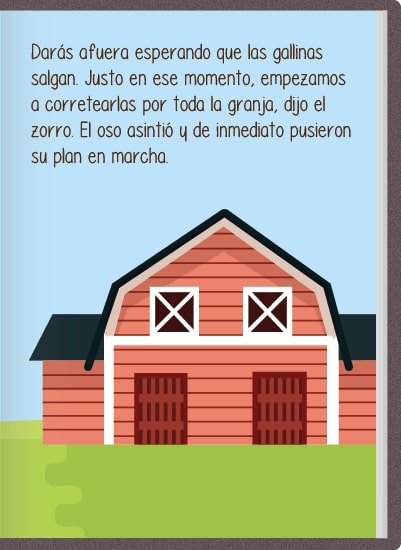 Darás afuera esperando que las gallinas
salgan. Justo en ese momento, empezamos
a corretearlas por toda la granja, dijo el
zorro. El oso asintió y de inmediato pusieron
su plan en marcha.